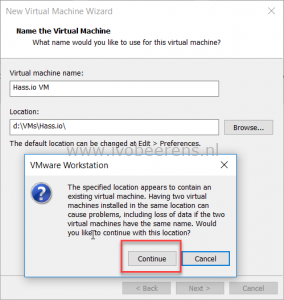 New Virtual Machine Wizard
Name the Virtual Machine
What name would you like to use for this virtual machine?
Virtual machine name:
Hass.io VM
Location:
d:\VMs\Hass.io\
Browse...
The default location can be changed at Edit > Preferences.
www.ivobeerens.nl
VMware Workstation
The specified location appears to contain an
existing virtual machine. Having two virtual
machines installed in the same location can
cause problems, including loss of data if the two
virtual machines have the same name. Would
you like to continue with this location?
Continue
Cancel
< Back
Next >
Cancel